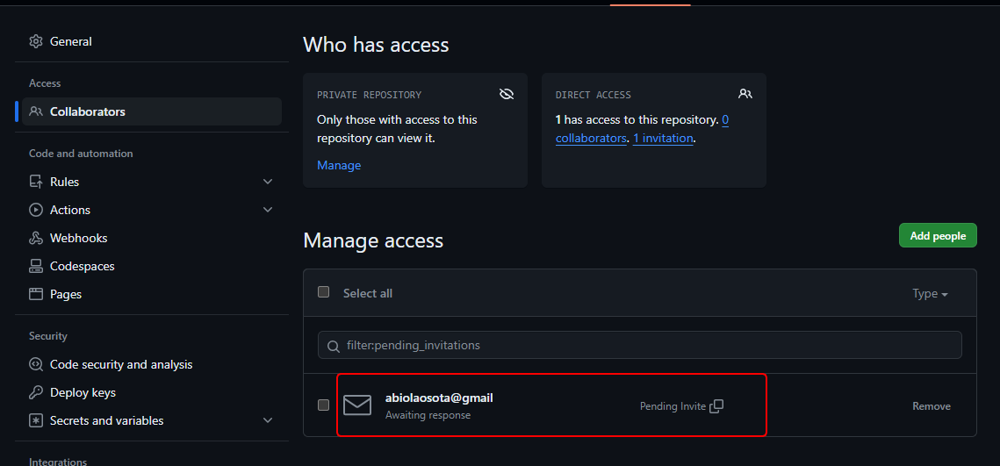 General
Access
Collaborators
Code and automation
Rules
Actions
Webhooks
Codespaces
Pages
Security
Code security and analysis
Deploy keys
Secrets and variables
Integrations
Who has access
PRIVATE REPOSITORY
Only those with access to this
repository can view it.
Manage
DIRECT ACCESS
1 has access to this repository. 0
collaborators. 1 invitation.
Manage access
Add people
Select all
Type
filter:pending_invitations
abiolaosota@gmail
Awaiting response
Pending Invite
Remove